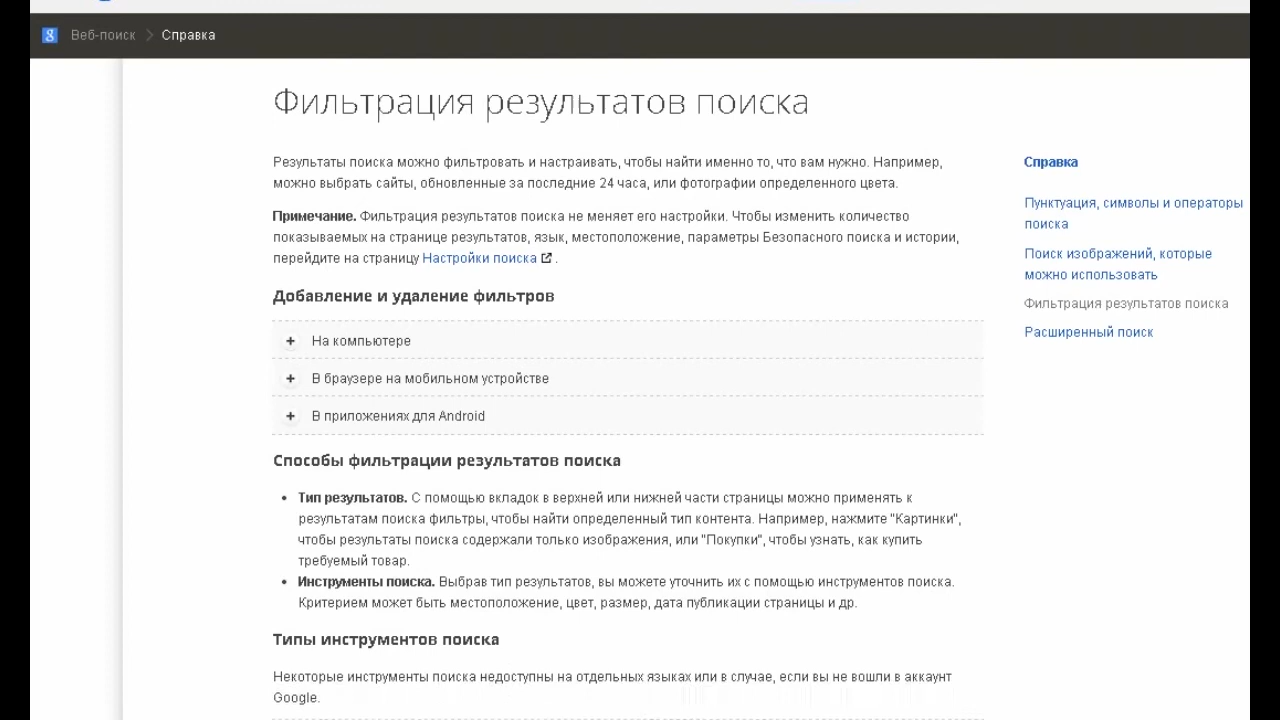 Веб-поиск
Справка
Фильтрация результатов поиска
Результаты поиска можно фильтровать и настраивать, чтобы найти именно то, что вам нужно. Например,
можно выбрать сайты, обновленные за последние 24 часа, или фотографии определенного цвета.
Примечание. Фильтрация результатов поиска не меняет его настройки. Чтобы изменить количество
показываемых на странице результатов, язык, местоположение, параметры Безопасного поиска и истории,
перейдите на страницу Настройки поиска .
Добавление и удаление фильтров
+ На компьютере
+ В браузере на мобильном устройстве
+ В приложениях для Android
Способы фильтрации результатов поиска
• Тип результатов. С помощью вкладок в верхней или нижней части страницы можно применять к
результатам поиска фильтры, чтобы найти определенный тип контента. Например, нажмите "Картинки",
чтобы результаты поиска содержали только изображения, или "Покупки", чтобы узнать, как купить
требуемый товар.
• Инструменты поиска. Выбрав тип результатов, вы можете уточнить их с помощью инструментов поиска.
Критерием может быть местоположение, цвет, размер, дата публикации страницы и др.
Типы инструментов поиска
Некоторые инструменты поиска недоступны на отдельных языках или в случае, если вы не вошли в аккаунт
Google.
Справка
Пунктуация, символы и операторы
поиска
Поиск изображений, которые
можно использовать
Фильтрация результатов поиска
Расширенный поиск